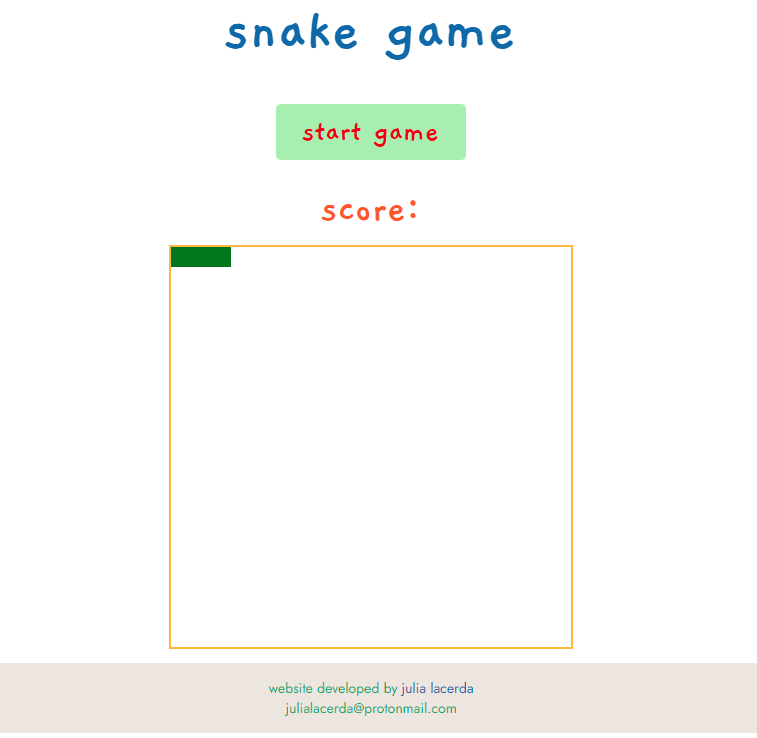 snake game
start game
score:
website developed by julia lacerda
julialacerda@protonmail.com